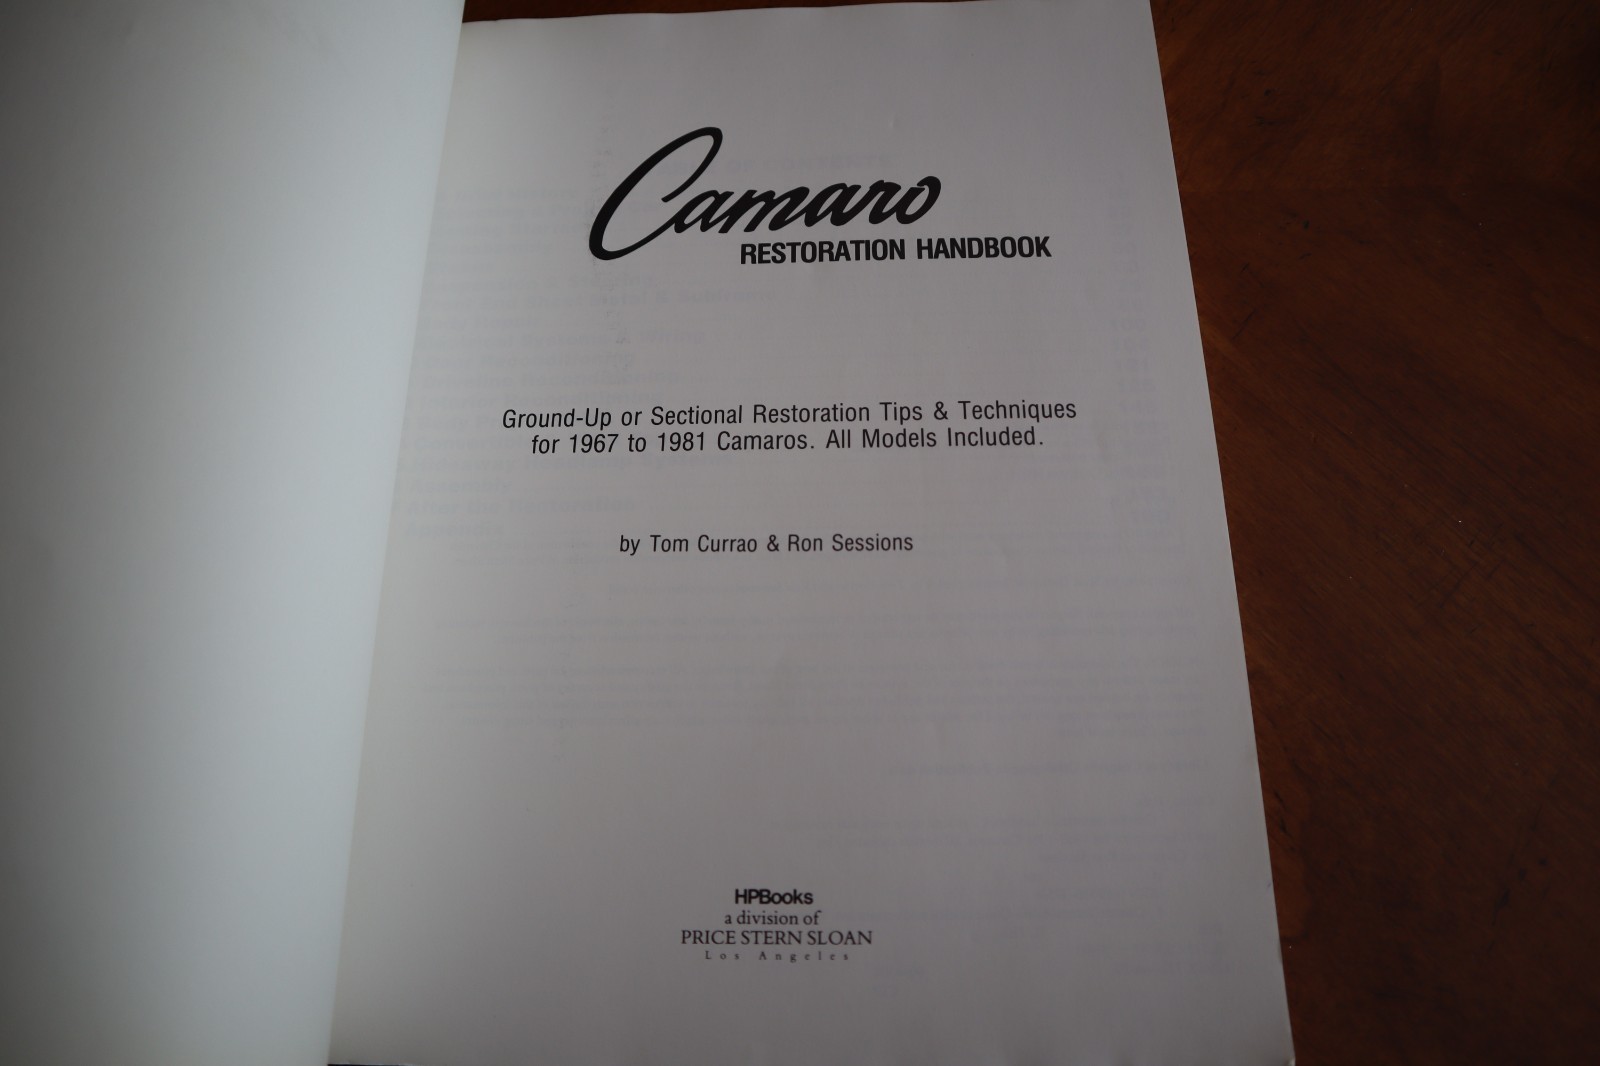 Camaro
RESTORATION HANDBOOK
Ground-Up or Sectional Restoration Tips & Techniques
for 1967 to 1981 Camaros. All Models Included.
by Tom Currao & Ron Sessions
HPBooks
a division of
PRICE STERN SLOAN
Los Angeles